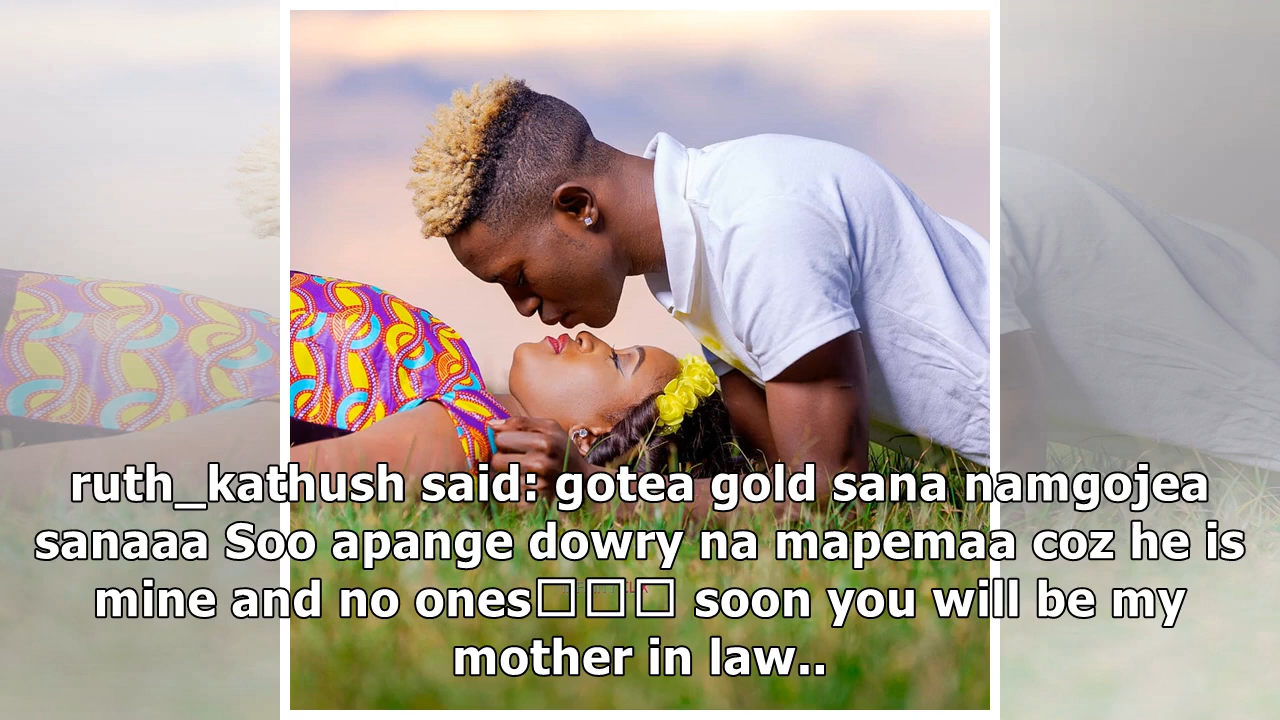 ruth_kathush said: gotea gold sana namgojea
sanaaa Soo apange dowry na mapemaa coz he is
mine and no ones□□□ soon you will be my
mother in law..